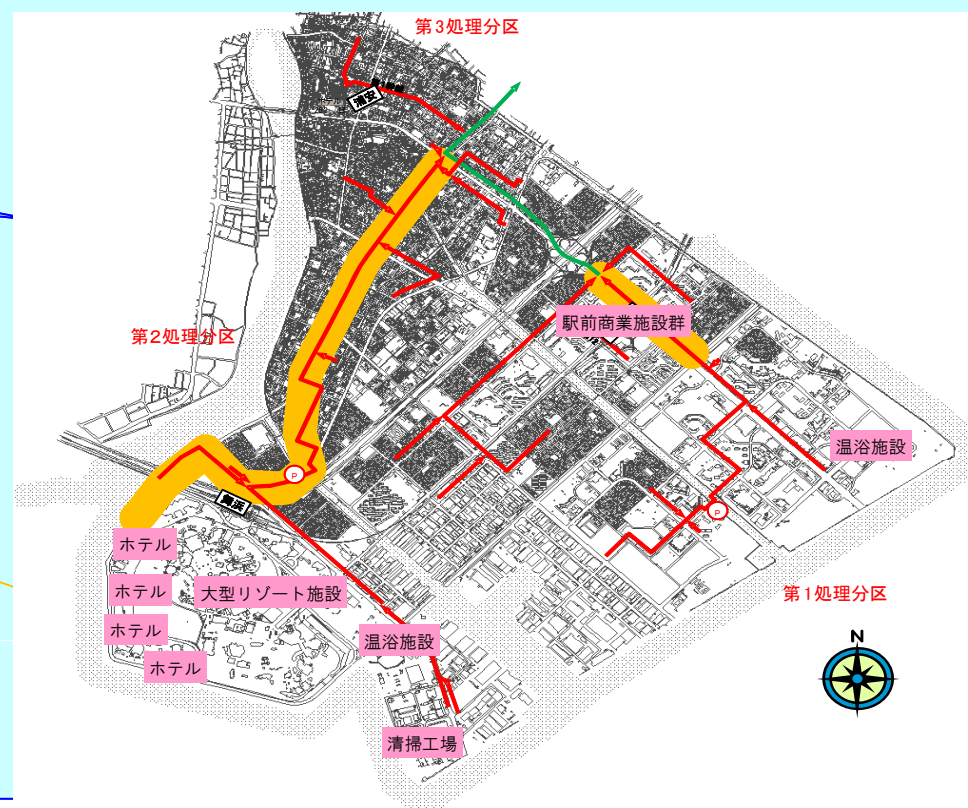 第３処理分区
浦安
第２処理分区
駅前商業施設群
温浴施設
P
舞浜
P
ホテル
ホテル
大型リゾート施設
第１処理分区
ホテル
温浴施設
ホテル
N
清掃工場